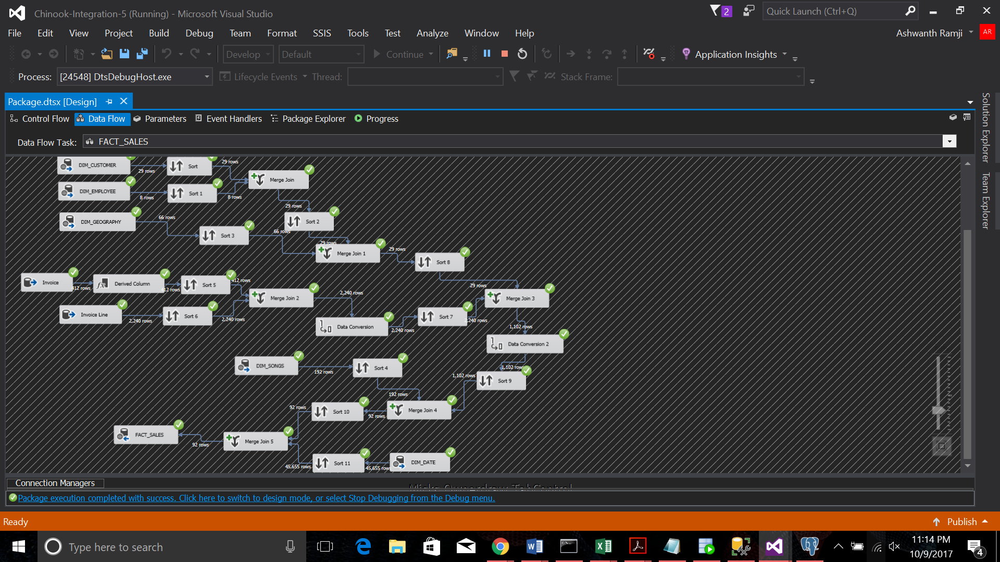 Chinook-Integration-5 (Running) - Microsoft Visual Studio
2
Quick Launch (Ctrl+Q)
File Edit View Project Build Debug Team Format SSIS Tools Test Analyze Window Help
Ashwanth Ramji AR
Develop Default Continue Application Insights
Process: [24548] DtsDebugHost.exe Lifecycle Events Thread: Stack Frame:
Package.dtsx [Design]
Control Flow Data Flow Parameters Event Handlers Package Explorer Progress
Data Flow Task: FACT_SALES
Solution Explorer
Team Explorer
DIM_CUSTOMER
29 rows
Sort
29 rows
Merge Join
DIM_EMPLOYEE
8 rows
Sort 1
8 rows
29 rows
DIM_GEOGRAPHY
66 rows
Sort 2
Sort 3
66 rows
29 rows
Merge Join 1
29 rows
Sort 8
29 rows
Invoice
412 rows
Derived Column
412 rows
Sort 5
412 rows
Merge Join 2
2,240 rows
Merge Join 3
Invoice Line
2,240 rows
Sort 6
2,240 rows
Data Conversion
2,240 rows
Sort 7
2,240 rows
1,102 rows
Data Conversion 2
1,102 rows
DIM_SONGS
192 rows
Sort 4
192 rows
1,102 rows
Sort 9
92 rows
Sort 10
92 rows
Merge Join 4
FACT_SALES
92 rows
Merge Join 5
45,655 rows
Sort 11
45,655 rows
DIM_DATE
Connection Managers
Misks Ownerdraw TabControl
Package execution completed with success. Click here to switch to design mode, or select Stop Debugging from the Debug menu.
Ready
Publish
Type here to search
11:14 PM
10/9/2017
4